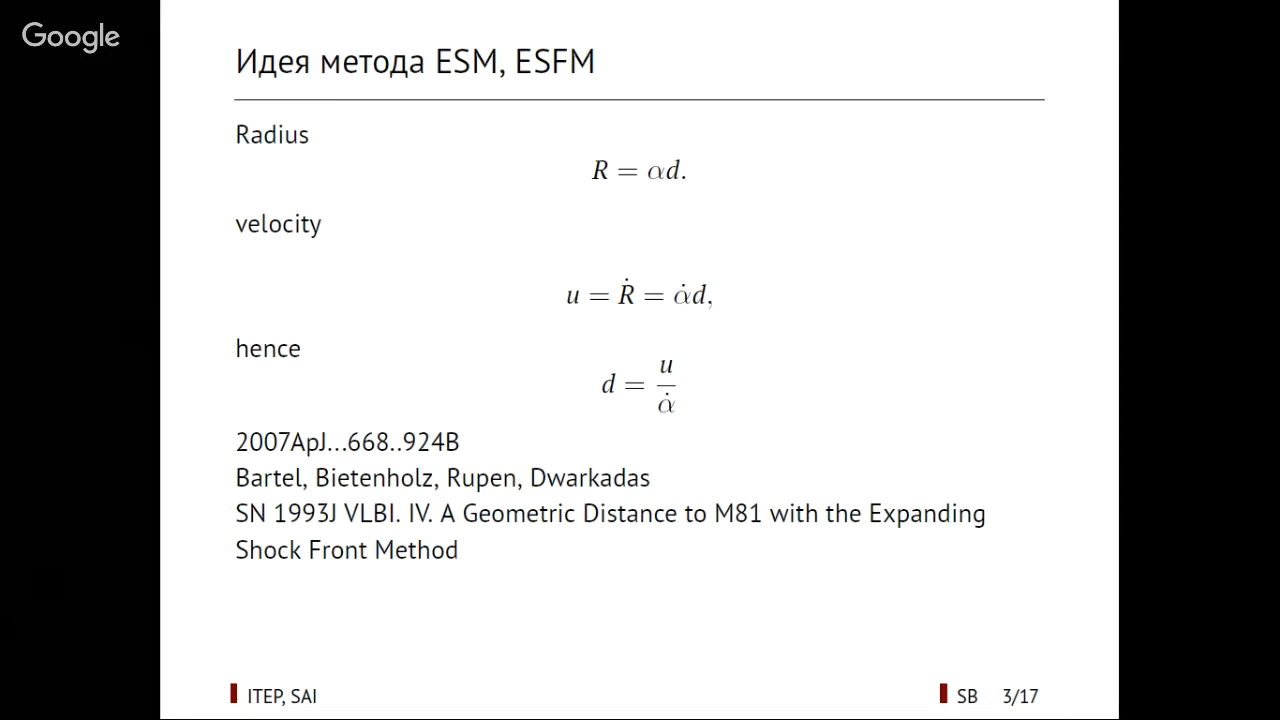 Google
Идея метода ESM, ESFM
Radius
R = αd.
velocity
u = Ṙ = α̇d,
hence
d = u/α̇
2007ApJ...668..924B
Bartel, Bietenholz, Rupen, Dwarkadas
SN 1993J VLBI. IV. A Geometric Distance to M81 with the Expanding
Shock Front Method
ITEP, SAI
SB 3/17